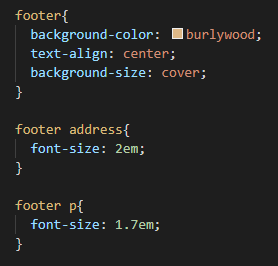 footer{
background-color: burlywood;
text-align: center;
background-size: cover;
}
footer address{
font-size: 2em;
}
footer p{
font-size: 1.7em;
}